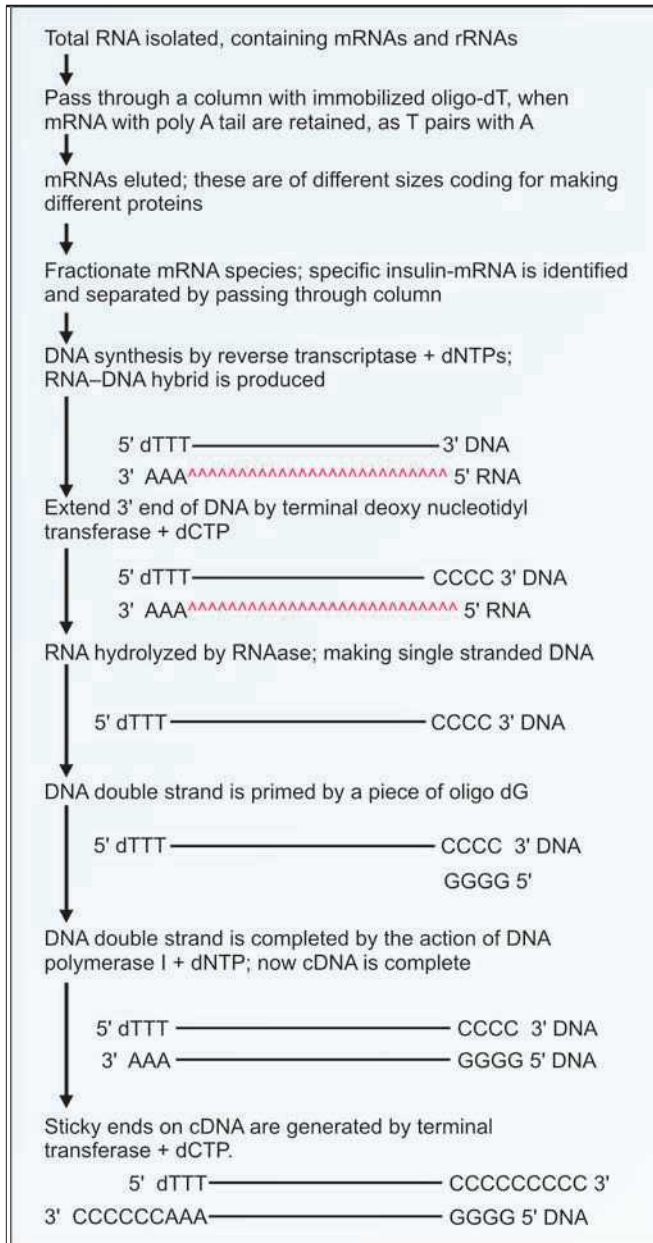 Total RNA isolated, containing mRNAs and rRNAs
Pass through a column with immobilized oligo-dT, when
mRNA with poly A tail are retained, as T pairs with A
mRNAs eluted; these are of different sizes coding for making
different proteins
Fractionate mRNA species; specific insulin-mRNA is identified
and separated by passing through column
DNA synthesis by reverse transcriptase + dNTPs;
RNA–DNA hybrid is produced
5' dTTT 3' DNA
3' AAA^^^^^^^^^^^^^^^^^^^^^^^^^^ 5' RNA
Extend 3' end of DNA by terminal deoxy nucleotidyl
transferase + dCTP
5' dTTT CCCC 3' DNA
3' AAA^^^^^^^^^^^^^^^^^^^^^^^^^^^ 5' RNA
RNA hydrolyzed by RNAase; making single stranded DNA
5' dTTT CCCC 3' DNA
DNA double strand is primed by a piece of oligo dG
5' dTTT CCCC 3' DNA
GGGG 5'
DNA double strand is completed by the action of DNA
polymerase I + dNTP; now cDNA is complete
5' dTTT CCCC 3' DNA
3' AAA GGGG 5' DNA
Sticky ends on cDNA are generated by terminal
transferase + dCTP.
5' dTTT CCCCCCCCC 3'
3' CCCCCCAAA GGGG 5' DNA